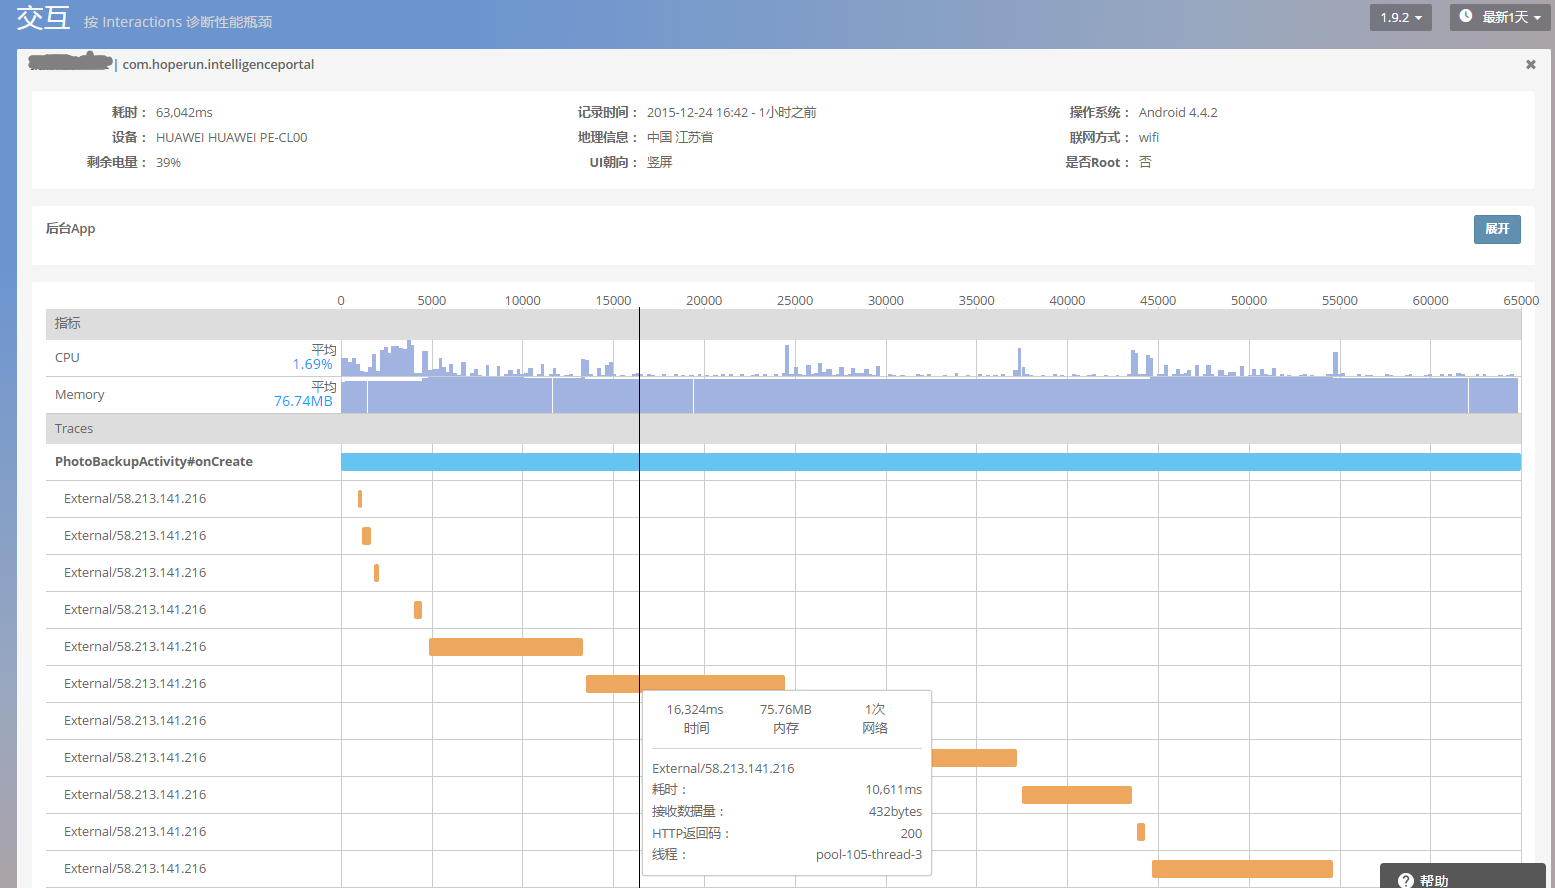 交互 按 Interactions 诊断性能瓶颈 1.9.2 最新1天
| com.hoperun.intelligenceportal
耗时： 63,042ms 记录时间： 2015-12-24 16:42 - 1小时之前 操作系统： Android 4.4.2
设备： HUAWEI HUAWEI PE-CL00 地理信息： 中国 江苏省 联网方式： wifi
剩余电量： 39% UI朝向： 竖屏 是否Root： 否
后台App 展开
0 5000 10000 15000 20000 25000 30000 35000 40000 45000 50000 55000 60000 65000
指标
CPU 平均
1.69%
Memory 平均
76.74MB
Traces
PhotoBackupActivity#onCreate
External/58.213.141.216
External/58.213.141.216
External/58.213.141.216
External/58.213.141.216
External/58.213.141.216
External/58.213.141.216
External/58.213.141.216
External/58.213.141.216
External/58.213.141.216
External/58.213.141.216
External/58.213.141.216
16,324ms 75.76MB 1次
时间 内存 网络
External/58.213.141.216
耗时： 10,611ms
接收数据量： 432bytes
HTTP返回码： 200
线程： pool-105-thread-3
帮助